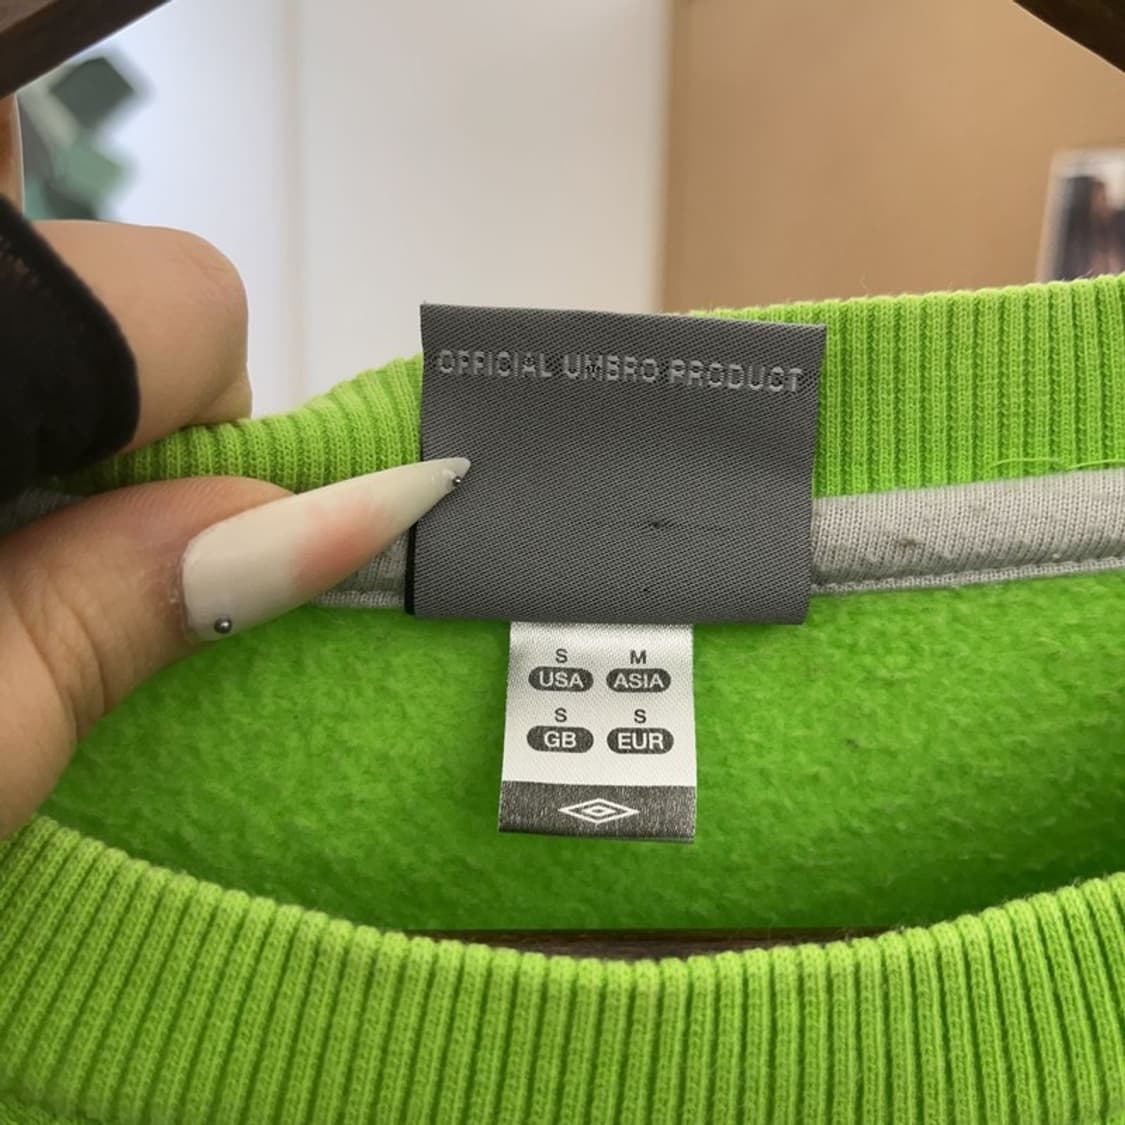 OFFICIAL UMBRO PRODUCT
S M
USA ASIA
S S
GB EUR